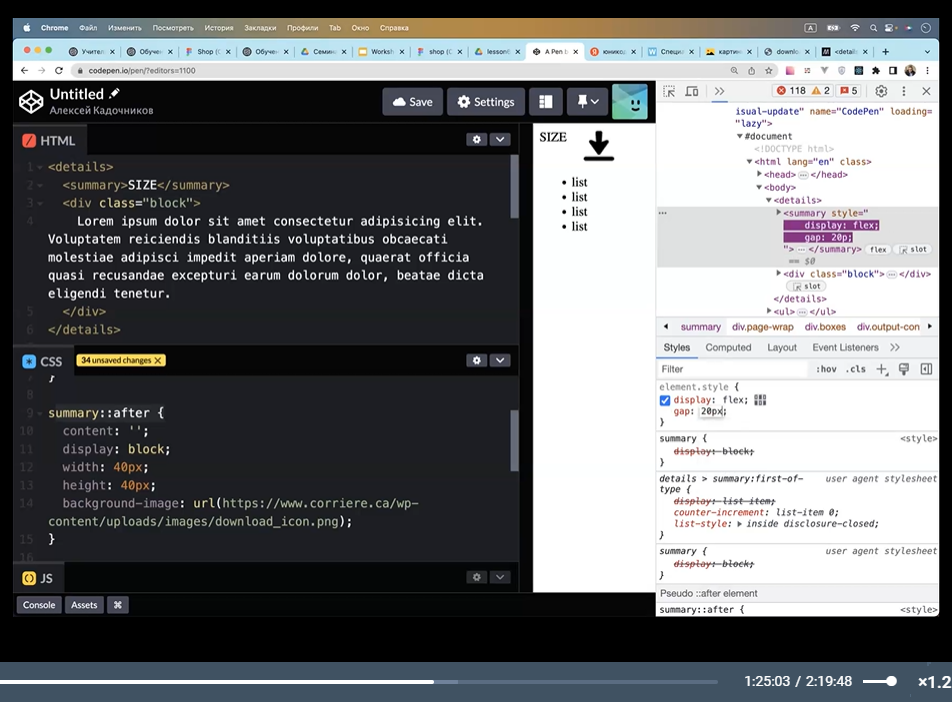 Chrome Файл Изменить Посмотреть История Закладки Профили Tab Окно Справка A
Учител Обучен Shop (С Обучен Семин Worksh shop (С lessonE A Pen b юникод Специа картин downlo <detail
codepen.io/pen/?editors=1100
Untitled
Алексей Кадочников
Save
Settings
118 2 5
HTML
1 <details>
2 <summary>SIZE</summary>
3 <div class="block">
4 Lorem ipsum dolor sit amet consectetur adipisicing elit.
Voluptatem reiciendis blanditiis voluptatibus obcaecati
molestiae adipisci impedit aperiam dolore, quaerat officia
quasi recusandae excepturi earum dolorum dolor, beatae dicta
eligendi tenetur.
5 </div>
6 </details>
CSS
34 unsaved changes X
7 }
8
9 summary::after {
10 content: '';
11 display: block;
12 width: 40px;
13 height: 40px;
14 background-image: url(https://www.corriere.ca/wp-
content/uploads/images/download_icon.png);
15 }
16
JS
Console Assets ⌘
SIZE
• list
• list
• list
• list
isual-update" name="CodePen" loading=
"lazy">
▼#document
<!DOCTYPE html>
▼<html lang="en" class>
▶<head>…</head>
▼<body>
▼<details>
… ▶<summary style="
display: flex;
gap: 20p;
">…</summary> flex slot
== $0
▶<div class="block">…</div>
slot
</details>
▶<ul>…</ul>
summary div.page-wrap div.boxes div.output-con
Styles Computed Layout Event Listeners >>
Filter :hov .cls +
element.style {
display: flex;
gap: 20px;
}
summary { <style>
display: block;
}
details > summary:first-of-type { user agent stylesheet
display: list-item;
counter-increment: list-item 0;
list-style: ▶ inside disclosure-closed;
}
summary { user agent stylesheet
display: block;
}
Pseudo ::after element
summary::after { <style>
1:25:03 / 2:19:48 ×1.2